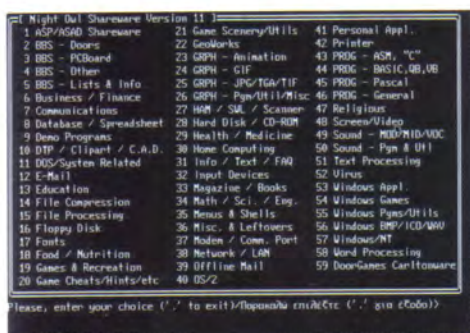 [ Night Owl Shareware Version 11 ]
1 ASP/ASAD Shareware
2 BBS - Doors
3 BBS - PCBoard
4 BBS - Other
5 BBS - Lists & Info
6 Business / Finance
7 Communications
8 Database / Spreadsheet
9 Demo Programs
10 DTP / Clipart / C.A.D.
11 DOS/System Related
12 E-Mail
13 Education
14 File Compression
15 File Processing
16 Floppy Disk
17 Fonts
18 Food / Nutrition
19 Games & Recreation
20 Game Cheats/Hints/etc
21 Game Scenery/Utils
22 GeoWorks
23 GRPH - Animation
24 GRPH - GIF
25 GRPH - JPG/TGA/TIF
26 GRPH - Pgm/Util/Misc
27 HAM / SWL / Scanner
28 Hard Disk / CD-ROM
29 Health / Medicine
30 Home Computing
31 Info / Text / FAQ
32 Input Devices
33 Magazine / Books
34 Math / Sci. / Eng.
35 Menus & Shells
36 Misc. & Leftovers
37 Modem / Comm. Port
38 Network / LAN
39 Offline Mail
40 OS/2
41 Personal Appl.
42 Printer
43 PROG - ASM, "C"
44 PROG - BASIC,QB,VB
45 PROG - Pascal
46 PROG - General
47 Religious
48 Screen/Video
49 Sound - MOD/MID/VOC
50 Sound - Pgm & Util
51 Text Processing
52 Virus
53 Windows Appl.
54 Windows Games
55 Windows Pgms/Utils
56 Windows BMP/ICO/WAV
57 Windows/NT
58 Word Processing
59 DoorGames Carltonware
Please, enter your choice ('.' to exit)/Παρακαλώ επιλέξτε ('.' για έξοδο)>